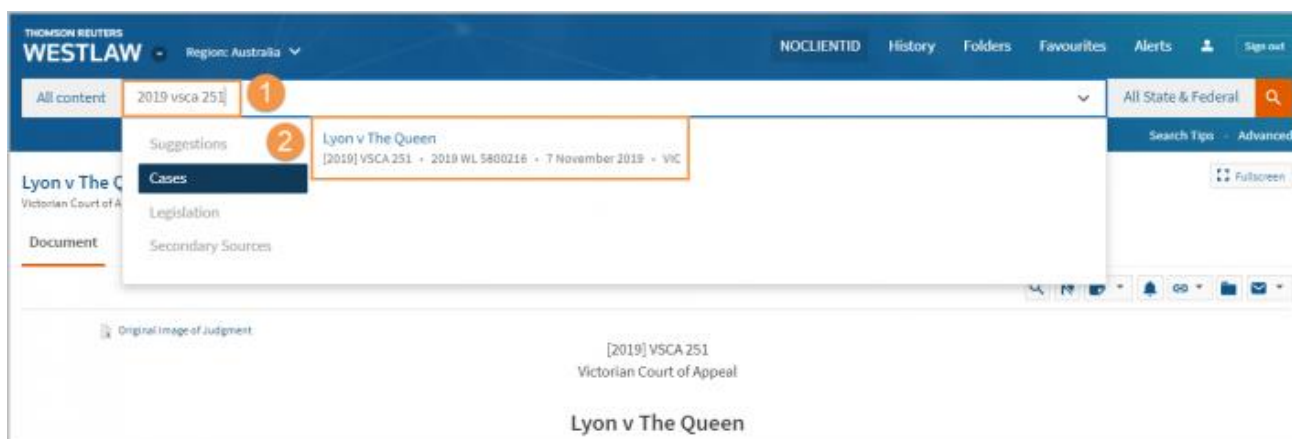 THOMSON REUTERS
WESTLAW Region: Australia NOCLIENTID History Folders Favourites Alerts Sign out
All content 2019 vsca 251 1 All State & Federal
Search Tips Advanced
Suggestions 2 Lyon v The Queen
[2019] VSCA 251 • 2019 WL 5800216 • 7 November 2019 • VIC
Cases
Legislation
Secondary Sources
Lyon v The Q
Victorian Court of A
Fullscreen
Document
Original Image of Judgment
[2019] VSCA 251
Victorian Court of Appeal
Lyon v The Queen